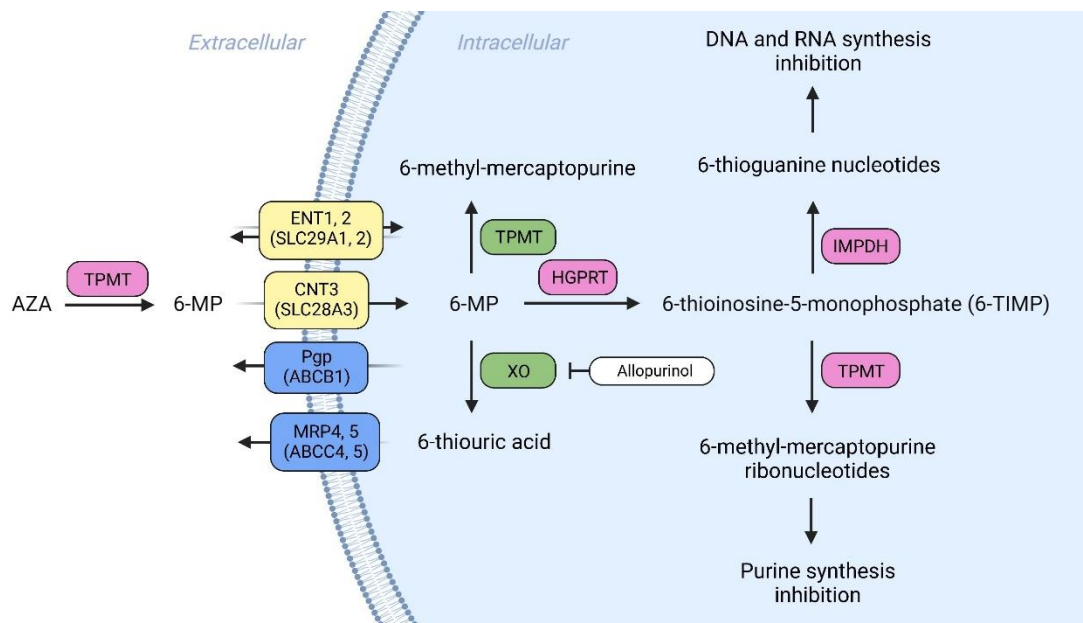 Extracellular
Intracellular
DNA and RNA synthesis
inhibition
6-methyl-mercaptopurine
6-thioguanine nucleotides
ENT1, 2
(SLC29A1, 2)
TPMT
IMPDH
TPMT
HGPRT
AZA
6-MP
CNT3
(SLC28A3)
6-MP
6-thioinosine-5-monophosphate (6-TIMP)
Pgp
(ABCB1)
XO
Allopurinol
TPMT
MRP4, 5
(ABCC4, 5)
6-thiouric acid
6-methyl-mercaptopurine
ribonucleotides
Purine synthesis
inhibition